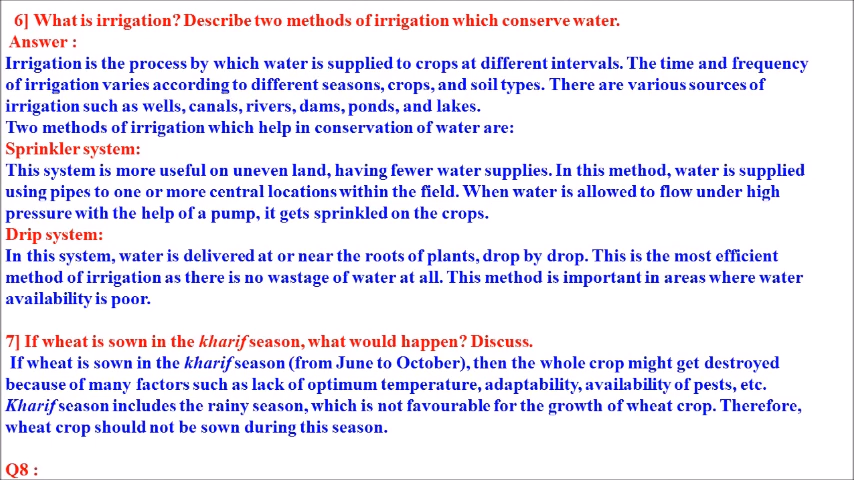 6] What is irrigation? Describe two methods of irrigation which conserve water.
Answer :
Irrigation is the process by which water is supplied to crops at different intervals. The time and frequency
of irrigation varies according to different seasons, crops, and soil types. There are various sources of
irrigation such as wells, canals, rivers, dams, ponds, and lakes.
Two methods of irrigation which help in conservation of water are:
Sprinkler system:
This system is more useful on uneven land, having fewer water supplies. In this method, water is supplied
using pipes to one or more central locations within the field. When water is allowed to flow under high
pressure with the help of a pump, it gets sprinkled on the crops.
Drip system:
In this system, water is delivered at or near the roots of plants, drop by drop. This is the most efficient
method of irrigation as there is no wastage of water at all. This method is important in areas where water
availability is poor.
7] If wheat is sown in the kharif season, what would happen? Discuss.
If wheat is sown in the kharif season (from June to October), then the whole crop might get destroyed
because of many factors such as lack of optimum temperature, adaptability, availability of pests, etc.
Kharif season includes the rainy season, which is not favourable for the growth of wheat crop. Therefore,
wheat crop should not be sown during this season.
Q8 :